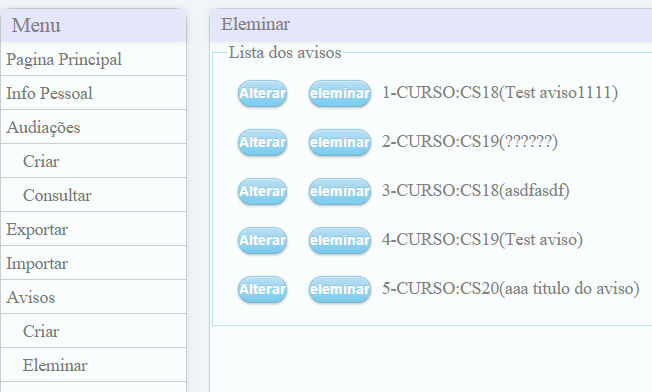 Menu
Pagina Principal
Info Pessoal
Audiações
Criar
Consultar
Exportar
Importar
Avisos
Criar
Eleminar
Eleminar
Lista dos avisos
Alterar eleminar 1-CURSO:CS18(Test aviso1111)
Alterar eleminar 2-CURSO:CS19(??????)
Alterar eleminar 3-CURSO:CS18(asdfasdf)
Alterar eleminar 4-CURSO:CS19(Test aviso)
Alterar eleminar 5-CURSO:CS20(aaa titulo do aviso)